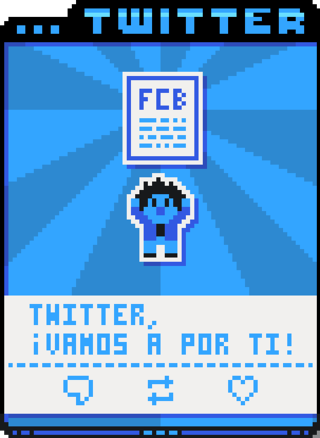 ... TWITTER
FCB
TWITTER,
¡VAMOS A POR TI!